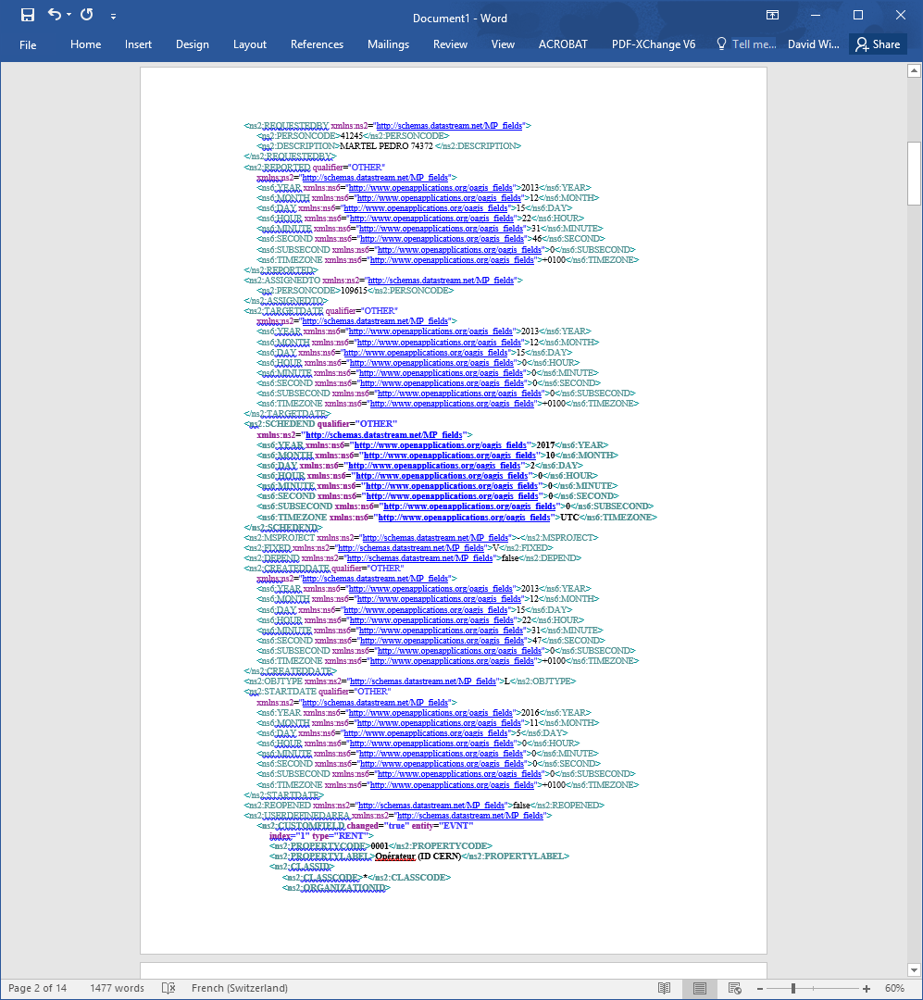 Document1 - Word
File Home Insert Design Layout References Mailings Review View ACROBAT PDF-XChange V6 Tell me... David Wi... Share
<ns2:REQUESTEDBY xmlns:ns2="http://schemas.datastream.net/MP_fields">
<ns2:PERSONCODE>41245</ns2:PERSONCODE>
<ns2:DESCRIPTION>MARTEL PEDRO 74372 </ns2:DESCRIPTION>
</ns2:REQUESTEDBY>
<ns2:REPORTED qualifier="OTHER"
xmlns:ns2="http://schemas.datastream.net/MP_fields">
<ns6:YEAR xmlns:ns6="http://www.openapplications.org/oagis_fields">2013</ns6:YEAR>
<ns6:MONTH xmlns:ns6="http://www.openapplications.org/oagis_fields">12</ns6:MONTH>
<ns6:DAY xmlns:ns6="http://www.openapplications.org/oagis_fields">15</ns6:DAY>
<ns6:HOUR xmlns:ns6="http://www.openapplications.org/oagis_fields">22</ns6:HOUR>
<ns6:MINUTE xmlns:ns6="http://www.openapplications.org/oagis_fields">31</ns6:MINUTE>
<ns6:SECOND xmlns:ns6="http://www.openapplications.org/oagis_fields">46</ns6:SECOND>
<ns6:SUBSECOND xmlns:ns6="http://www.openapplications.org/oagis_fields">0</ns6:SUBSECOND>
<ns6:TIMEZONE xmlns:ns6="http://www.openapplications.org/oagis_fields">+0100</ns6:TIMEZONE>
</ns2:REPORTED>
<ns2:ASSIGNEDTO xmlns:ns2="http://schemas.datastream.net/MP_fields">
<ns2:PERSONCODE>109615</ns2:PERSONCODE>
</ns2:ASSIGNEDTO>
<ns2:TARGETDATE qualifier="OTHER"
xmlns:ns2="http://schemas.datastream.net/MP_fields">
<ns6:YEAR xmlns:ns6="http://www.openapplications.org/oagis_fields">2013</ns6:YEAR>
<ns6:MONTH xmlns:ns6="http://www.openapplications.org/oagis_fields">12</ns6:MONTH>
<ns6:DAY xmlns:ns6="http://www.openapplications.org/oagis_fields">15</ns6:DAY>
<ns6:HOUR xmlns:ns6="http://www.openapplications.org/oagis_fields">0</ns6:HOUR>
<ns6:MINUTE xmlns:ns6="http://www.openapplications.org/oagis_fields">0</ns6:MINUTE>
<ns6:SECOND xmlns:ns6="http://www.openapplications.org/oagis_fields">0</ns6:SECOND>
<ns6:SUBSECOND xmlns:ns6="http://www.openapplications.org/oagis_fields">0</ns6:SUBSECOND>
<ns6:TIMEZONE xmlns:ns6="http://www.openapplications.org/oagis_fields">+0100</ns6:TIMEZONE>
</ns2:TARGETDATE>
<ns2:SCHEDEND qualifier="OTHER"
xmlns:ns2="http://schemas.datastream.net/MP_fields">
<ns6:YEAR xmlns:ns6="http://www.openapplications.org/oagis_fields">2017</ns6:YEAR>
<ns6:MONTH xmlns:ns6="http://www.openapplications.org/oagis_fields">10</ns6:MONTH>
<ns6:DAY xmlns:ns6="http://www.openapplications.org/oagis_fields">2</ns6:DAY>
<ns6:HOUR xmlns:ns6="http://www.openapplications.org/oagis_fields">0</ns6:HOUR>
<ns6:MINUTE xmlns:ns6="http://www.openapplications.org/oagis_fields">0</ns6:MINUTE>
<ns6:SECOND xmlns:ns6="http://www.openapplications.org/oagis_fields">0</ns6:SECOND>
<ns6:SUBSECOND xmlns:ns6="http://www.openapplications.org/oagis_fields">0</ns6:SUBSECOND>
<ns6:TIMEZONE xmlns:ns6="http://www.openapplications.org/oagis_fields">UTC</ns6:TIMEZONE>
</ns2:SCHEDEND>
<ns2:MSPROJECT xmlns:ns2="http://schemas.datastream.net/MP_fields">-</ns2:MSPROJECT>
<ns2:FIXED xmlns:ns2="http://schemas.datastream.net/MP_fields">V</ns2:FIXED>
<ns2:DEPEND xmlns:ns2="http://schemas.datastream.net/MP_fields">false</ns2:DEPEND>
<ns2:CREATEDDATE qualifier="OTHER"
xmlns:ns2="http://schemas.datastream.net/MP_fields">
<ns6:YEAR xmlns:ns6="http://www.openapplications.org/oagis_fields">2013</ns6:YEAR>
<ns6:MONTH xmlns:ns6="http://www.openapplications.org/oagis_fields">12</ns6:MONTH>
<ns6:DAY xmlns:ns6="http://www.openapplications.org/oagis_fields">15</ns6:DAY>
<ns6:HOUR xmlns:ns6="http://www.openapplications.org/oagis_fields">22</ns6:HOUR>
<ns6:MINUTE xmlns:ns6="http://www.openapplications.org/oagis_fields">31</ns6:MINUTE>
<ns6:SECOND xmlns:ns6="http://www.openapplications.org/oagis_fields">47</ns6:SECOND>
<ns6:SUBSECOND xmlns:ns6="http://www.openapplications.org/oagis_fields">0</ns6:SUBSECOND>
<ns6:TIMEZONE xmlns:ns6="http://www.openapplications.org/oagis_fields">+0100</ns6:TIMEZONE>
</ns2:CREATEDDATE>
<ns2:OBJTYPE xmlns:ns2="http://schemas.datastream.net/MP_fields">L</ns2:OBJTYPE>
<ns2:STARTDATE qualifier="OTHER"
xmlns:ns2="http://schemas.datastream.net/MP_fields">
<ns6:YEAR xmlns:ns6="http://www.openapplications.org/oagis_fields">2016</ns6:YEAR>
<ns6:MONTH xmlns:ns6="http://www.openapplications.org/oagis_fields">11</ns6:MONTH>
<ns6:DAY xmlns:ns6="http://www.openapplications.org/oagis_fields">5</ns6:DAY>
<ns6:HOUR xmlns:ns6="http://www.openapplications.org/oagis_fields">0</ns6:HOUR>
<ns6:MINUTE xmlns:ns6="http://www.openapplications.org/oagis_fields">0</ns6:MINUTE>
<ns6:SECOND xmlns:ns6="http://www.openapplications.org/oagis_fields">0</ns6:SECOND>
<ns6:SUBSECOND xmlns:ns6="http://www.openapplications.org/oagis_fields">0</ns6:SUBSECOND>
<ns6:TIMEZONE xmlns:ns6="http://www.openapplications.org/oagis_fields">+0100</ns6:TIMEZONE>
</ns2:STARTDATE>
<ns2:REOPENED xmlns:ns2="http://schemas.datastream.net/MP_fields">false</ns2:REOPENED>
<ns2:USERDEFINEDAREA xmlns:ns2="http://schemas.datastream.net/MP_fields">
<ns2:CUSTOMFIELD changed="true" entity="EVNT"
index="1" type="RENT">
<ns2:PROPERTYCODE>0001</ns2:PROPERTYCODE>
<ns2:PROPERTYLABEL>Opérateur (ID CERN)</ns2:PROPERTYLABEL>
<ns2:CLASSID>
<ns2:CLASSCODE>*</ns2:CLASSCODE>
<ns2:ORGANIZATIONID>
Page 2 of 14 1477 words French (Switzerland) 60%